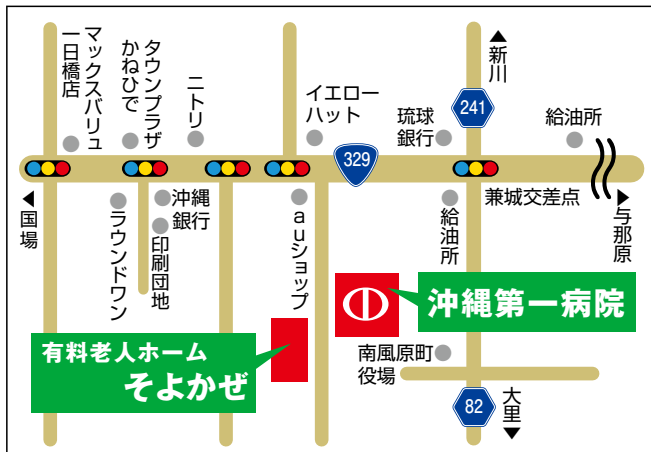 マックスバリュ
一日橋店
タウンプラザ
かねひで
ニトリ
イエロー
ハット
琉球
銀行
▲新川
241
給油所
329
◀国場
ラウンドワン
沖縄
銀行
印刷団地
auショップ
給油所
兼城交差点
▶与那原
沖縄第一病院
有料老人ホーム
そよかぜ
南風原町
役場
82
大里▼